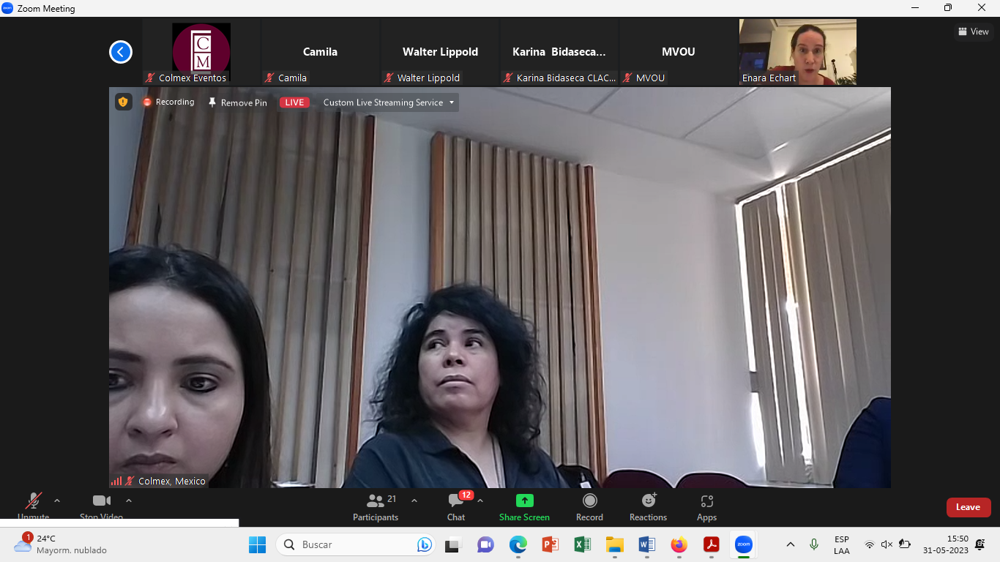 Zoom Meeting
CM
Camila
Walter Lippold
Karina Bidaseca...
MVOU
View
Colmex Eventos
Camila
Walter Lippold
Karina Bidaseca CLAC...
MVOU
Enara Echart
Recording
Remove Pin
LIVE
Custom Live Streaming Service
Colmex, Mexico
Unmute
Stop Video
21
Participants
12
Chat
Share Screen
Record
Reactions
Apps
Leave
1
24°C
Mayorm. nublado
Buscar
zoom
ESP
LAA
15:50
31-05-2023